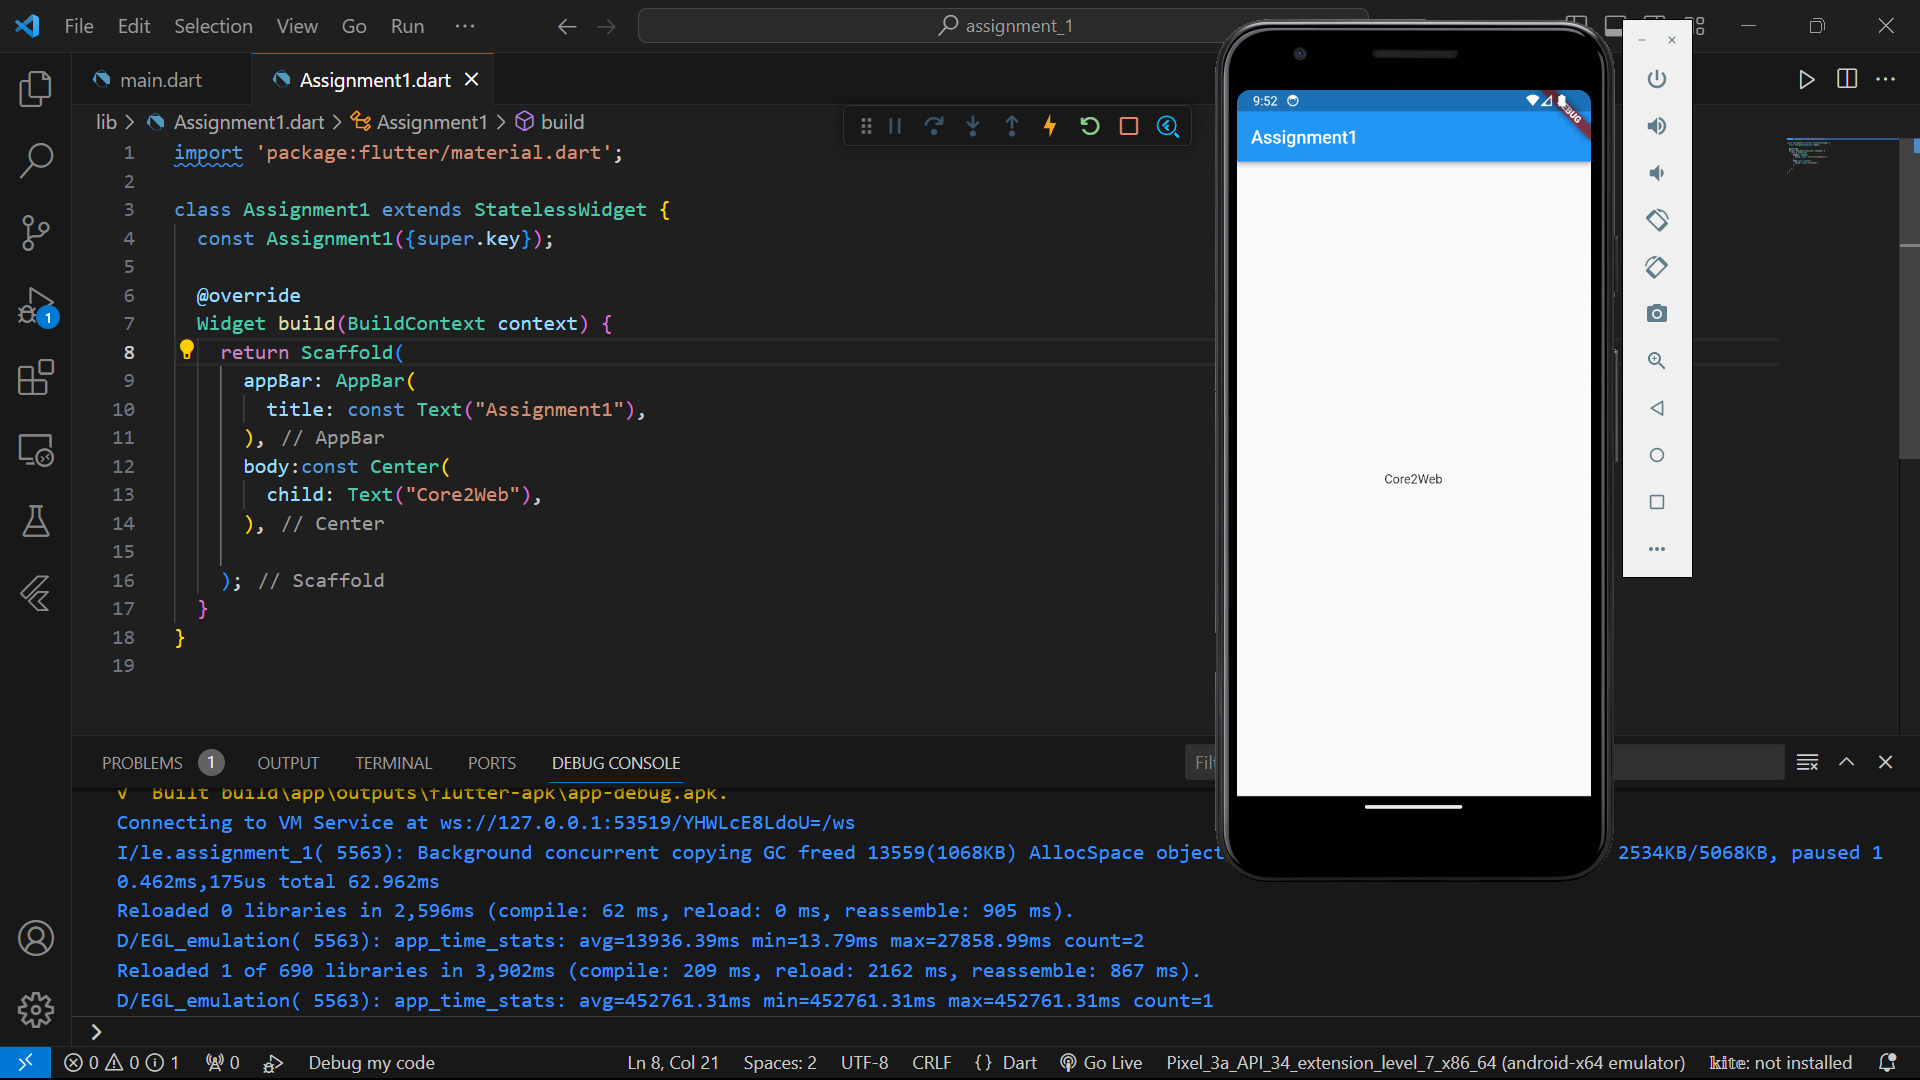 File Edit Selection View Go Run ···
assignment_1
main.dart
Assignment1.dart
lib > Assignment1.dart > Assignment1 > build
1 import 'package:flutter/material.dart';
2
3 class Assignment1 extends StatelessWidget {
4 const Assignment1({super.key});
5
6 @override
7 Widget build(BuildContext context) {
8 return Scaffold(
9 appBar: AppBar(
10 title: const Text("Assignment1"),
11 ), // AppBar
12 body:const Center(
13 child: Text("Core2Web"),
14 ), // Center
15
16 ); // Scaffold
17 }
18 }
19
9:52
DEBUG
Assignment1
Core2Web
PROBLEMS 1 OUTPUT TERMINAL PORTS DEBUG CONSOLE
√ Built build\app\outputs\flutter-apk\app-debug.apk.
Connecting to VM Service at ws://127.0.0.1:53519/YHWLcE8LdoU=/ws
I/le.assignment_1( 5563): Background concurrent copying GC freed 13559(1068KB) AllocSpace object 2534KB/5068KB, paused 1
0.462ms,175us total 62.962ms
Reloaded 0 libraries in 2,596ms (compile: 62 ms, reload: 0 ms, reassemble: 905 ms).
D/EGL_emulation( 5563): app_time_stats: avg=13936.39ms min=13.79ms max=27858.99ms count=2
Reloaded 1 of 690 libraries in 3,902ms (compile: 209 ms, reload: 2162 ms, reassemble: 867 ms).
D/EGL_emulation( 5563): app_time_stats: avg=452761.31ms min=452761.31ms max=452761.31ms count=1
>
1
0 0 1 0 Debug my code Ln 8, Col 21 Spaces: 2 UTF-8 CRLF {} Dart Go Live Pixel_3a_API_34_extension_level_7_x86_64 (android-x64 emulator) kite: not installed